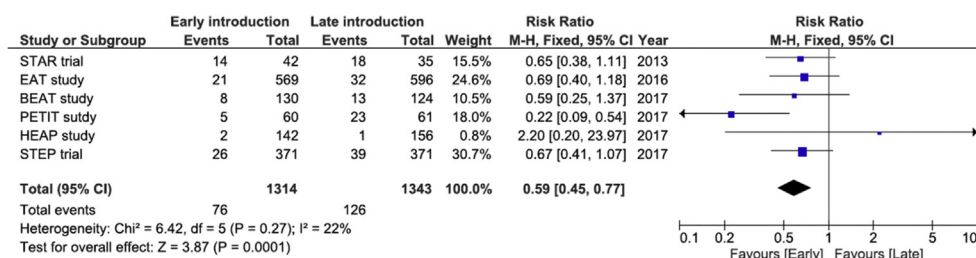 Early introduction Late introduction Risk Ratio Risk Ratio
Study or Subgroup Events Total Events Total Weight M-H, Fixed, 95% CI Year M-H, Fixed, 95% CI
STAR trial 14 42 18 35 15.5% 0.65 [0.38, 1.11] 2013
EAT study 21 569 32 596 24.6% 0.69 [0.40, 1.18] 2016
BEAT study 8 130 13 124 10.5% 0.59 [0.25, 1.37] 2017
PETIT sutdy 5 60 23 61 18.0% 0.22 [0.09, 0.54] 2017
HEAP study 2 142 1 156 0.8% 2.20 [0.20, 23.97] 2017
STEP trial 26 371 39 371 30.7% 0.67 [0.41, 1.07] 2017
Total (95% CI) 1314 1343 100.0% 0.59 [0.45, 0.77]
Total events 76 126
Heterogeneity: Chi² = 6.42, df = 5 (P = 0.27); I² = 22%
Test for overall effect: Z = 3.87 (P = 0.0001)
0.1 0.2 0.5 1 2 5 10
Favours [Early] Favours [Late]